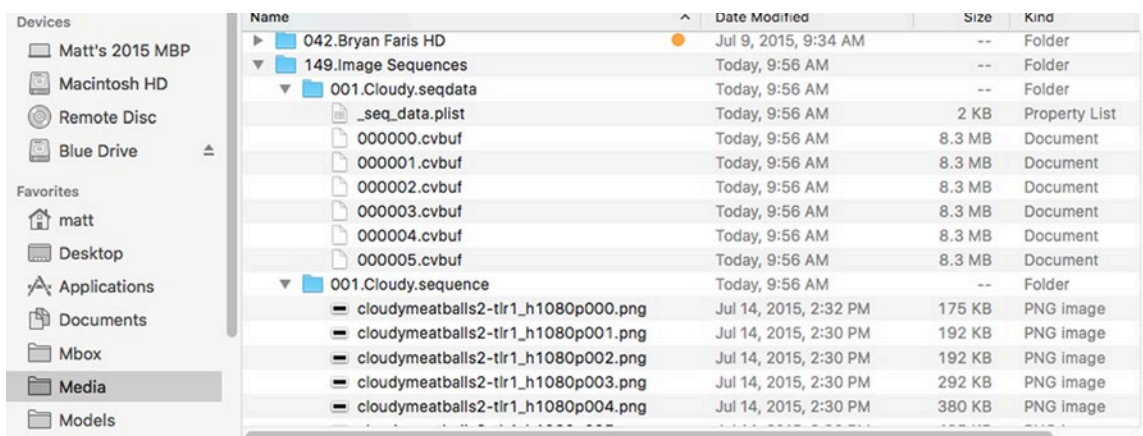 Devices
Matt's 2015 MBP
Macintosh HD
Remote Disc
Blue Drive
Favorites
matt
Desktop
Applications
Documents
Mbox
Media
Models
Name Date Modified Size Kind
042.Bryan Faris HD Jul 9, 2015, 9:34 AM -- Folder
149.Image Sequences Today, 9:56 AM -- Folder
001.Cloudy.seqdata Today, 9:56 AM -- Folder
_seq_data.plist Today, 9:56 AM 2 KB Property List
000000.cvbuf Today, 9:56 AM 8.3 MB Document
000001.cvbuf Today, 9:56 AM 8.3 MB Document
000002.cvbuf Today, 9:56 AM 8.3 MB Document
000003.cvbuf Today, 9:56 AM 8.3 MB Document
000004.cvbuf Today, 9:56 AM 8.3 MB Document
000005.cvbuf Today, 9:56 AM 8.3 MB Document
001.Cloudy.sequence Today, 9:56 AM -- Folder
cloudymeatballs2-tlr1_h1080p000.png Jul 14, 2015, 2:32 PM 175 KB PNG image
cloudymeatballs2-tlr1_h1080p001.png Jul 14, 2015, 2:30 PM 192 KB PNG image
cloudymeatballs2-tlr1_h1080p002.png Jul 14, 2015, 2:30 PM 192 KB PNG image
cloudymeatballs2-tlr1_h1080p003.png Jul 14, 2015, 2:30 PM 292 KB PNG image
cloudymeatballs2-tlr1_h1080p004.png Jul 14, 2015, 2:30 PM 380 KB PNG image